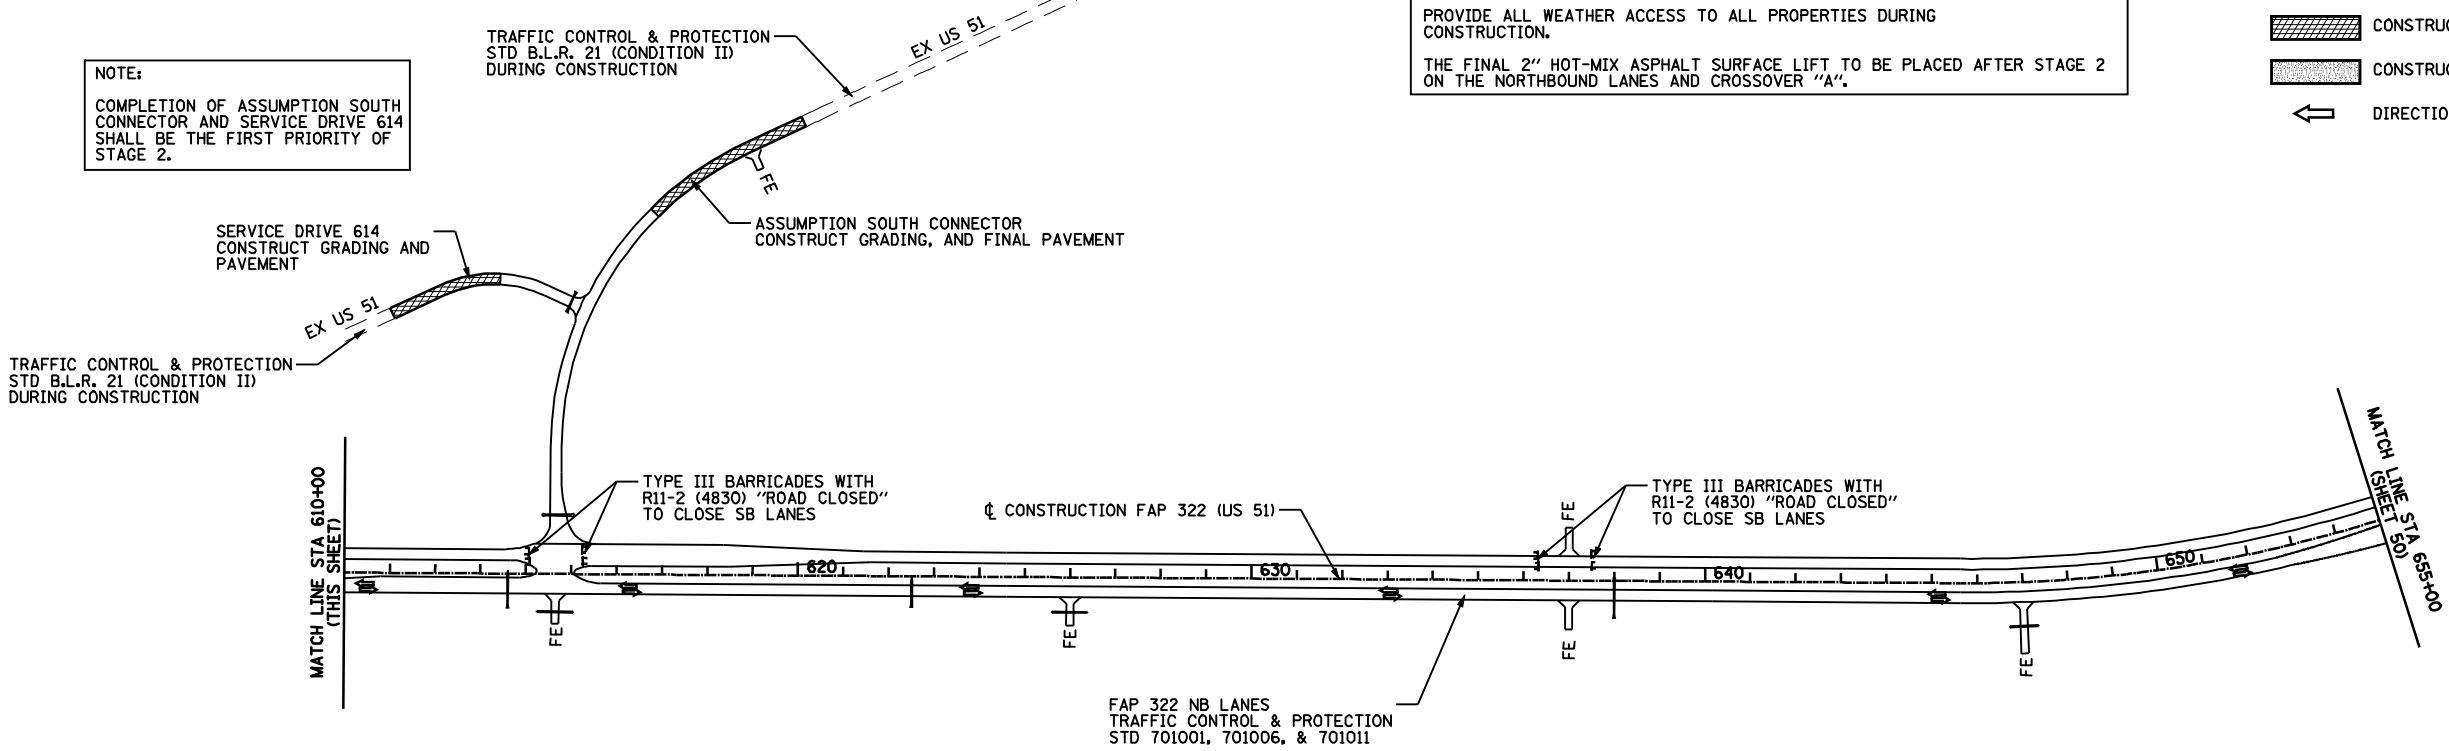 TRAFFIC CONTROL & PROTECTION
STD B.L.R. 21 (CONDITION II)
DURING CONSTRUCTION
EX US 51
PROVIDE ALL WEATHER ACCESS TO ALL PROPERTIES DURING
CONSTRUCTION.
THE FINAL 2" HOT-MIX ASPHALT SURFACE LIFT TO BE PLACED AFTER STAGE 2
ON THE NORTHBOUND LANES AND CROSSOVER "A".
CONSTRU
CONSTRU
DIRECTIO
NOTE:
COMPLETION OF ASSUMPTION SOUTH
CONNECTOR AND SERVICE DRIVE 614
SHALL BE THE FIRST PRIORITY OF
STAGE 2.
FE
ASSUMPTION SOUTH CONNECTOR
CONSTRUCT GRADING, AND FINAL PAVEMENT
SERVICE DRIVE 614
CONSTRUCT GRADING AND
PAVEMENT
EX US 51
TRAFFIC CONTROL & PROTECTION
STD B.L.R. 21 (CONDITION II)
DURING CONSTRUCTION
MATCH LINE STA 610+00
(THIS SHEET)
TYPE III BARRICADES WITH
R11-2 (4830) "ROAD CLOSED"
TO CLOSE SB LANES
℄ CONSTRUCTION FAP 322 (US 51)
FE
TYPE III BARRICADES WITH
R11-2 (4830) "ROAD CLOSED"
TO CLOSE SB LANES
MATCH LINE STA 655+00
(SHEET 50)
620
630
640
650
FE
FE
FE
FE
FAP 322 NB LANES
TRAFFIC CONTROL & PROTECTION
STD 701001, 701006, & 701011